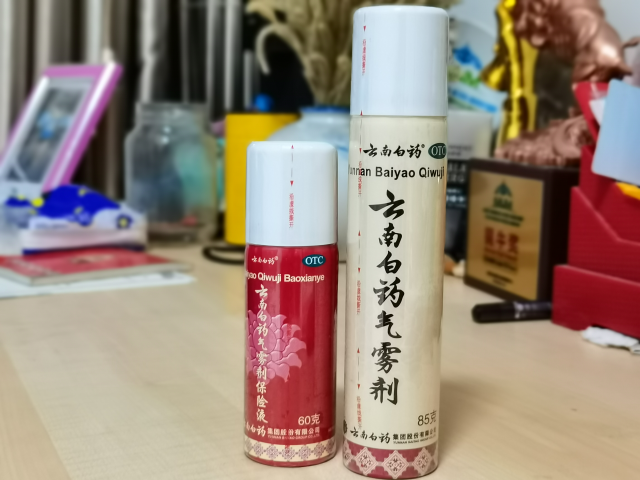 云南白药®
OTC
aiyao Qiwuji Baoxianye
云南白药气雾剂保险液
60克
云南白药 集团股份有限公司
云南白药®
OTC
unnan Baiyao Qiwuji
云南白药气雾剂
85克
云南白药 集团股份有限公司